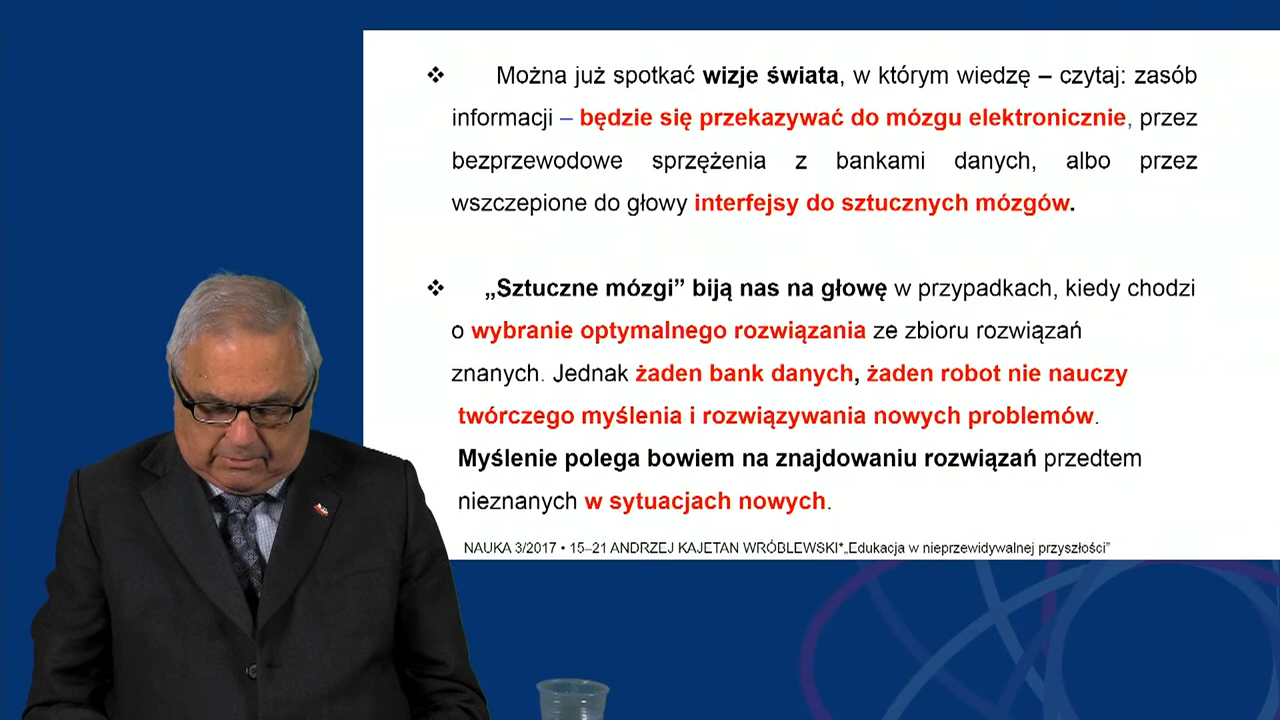 ❖ Można już spotkać wizje świata, w którym wiedzę – czytaj: zasób
informacji – będzie się przekazywać do mózgu elektronicznie, przez
bezprzewodowe sprzężenia z bankami danych, albo przez
wszczepione do głowy interfejsy do sztucznych mózgów.
❖ „Sztuczne mózgi” biją nas na głowę w przypadkach, kiedy chodzi
o wybranie optymalnego rozwiązania ze zbioru rozwiązań
znanych. Jednak żaden bank danych, żaden robot nie nauczy
twórczego myślenia i rozwiązywania nowych problemów.
Myślenie polega bowiem na znajdowaniu rozwiązań przedtem
nieznanych w sytuacjach nowych.
NAUKA 3/2017 • 15–21 ANDRZEJ KAJETAN WRÓBLEWSKI*„Edukacja w nieprzewidywalnej przyszłości”